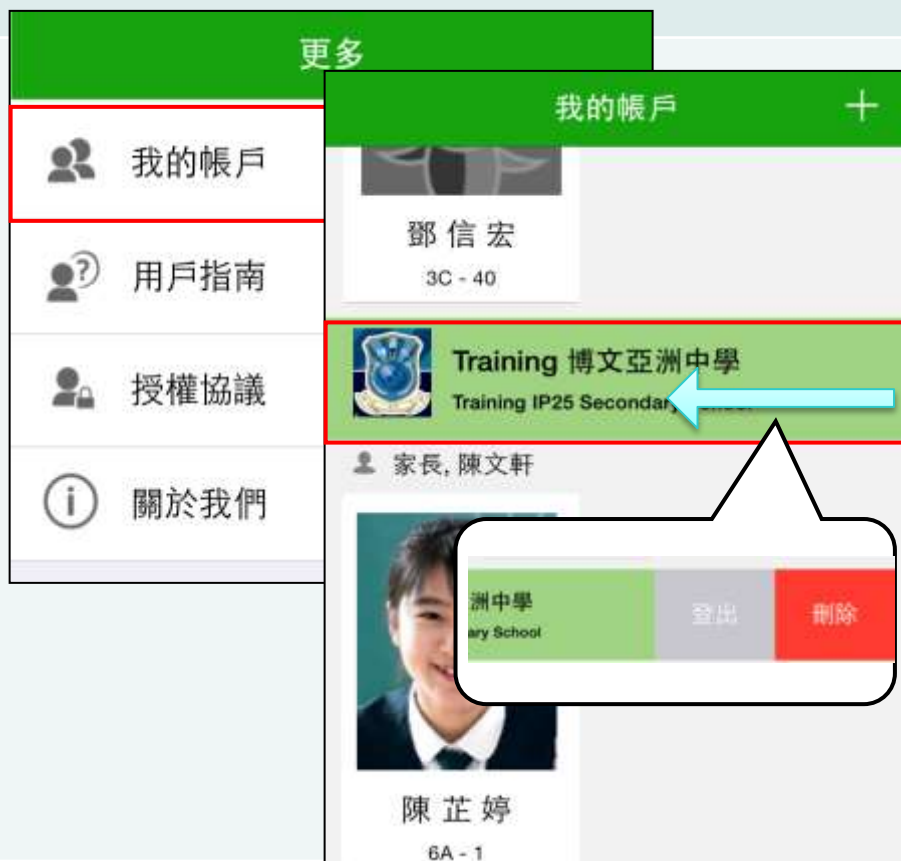 更多
我的帳戶
用戶指南
授權協議
關於我們
我的帳戶
鄧信宏
3C - 40
Training 博文亞洲中學
Training IP25 Secondary
家長, 陳文軒
洲中學
ary School
登出
刪除
陳芷婷
6A - 1